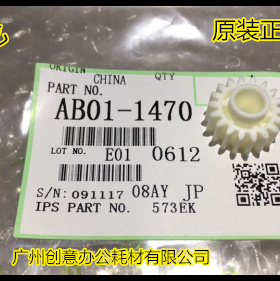 原装正
ORIGIN CHINA QTY
PART NO.
AB01-1470
LOT NO. E01 0612
S/N: 091117 08AY JP
IPS PART NO. 573EK
广州创意办公耗材有限公司